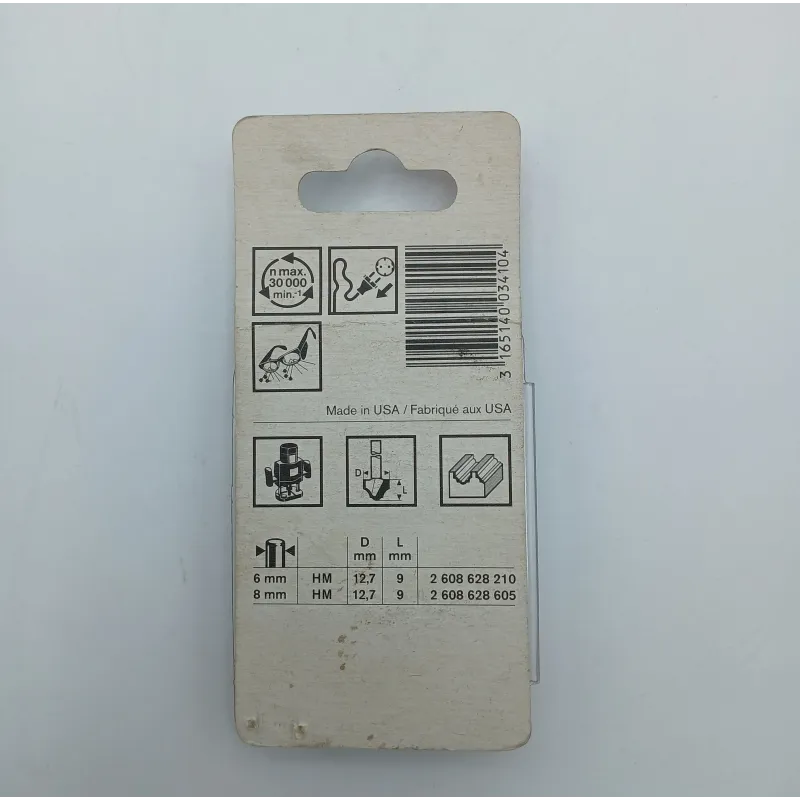 n max.
30 000
min.-1
3 165140 034104
Made in USA / Fabriqué aux USA
D
L
D L
mm mm
6 mm HM 12,7 9 2 608 628 210
8 mm HM 12,7 9 2 608 628 605